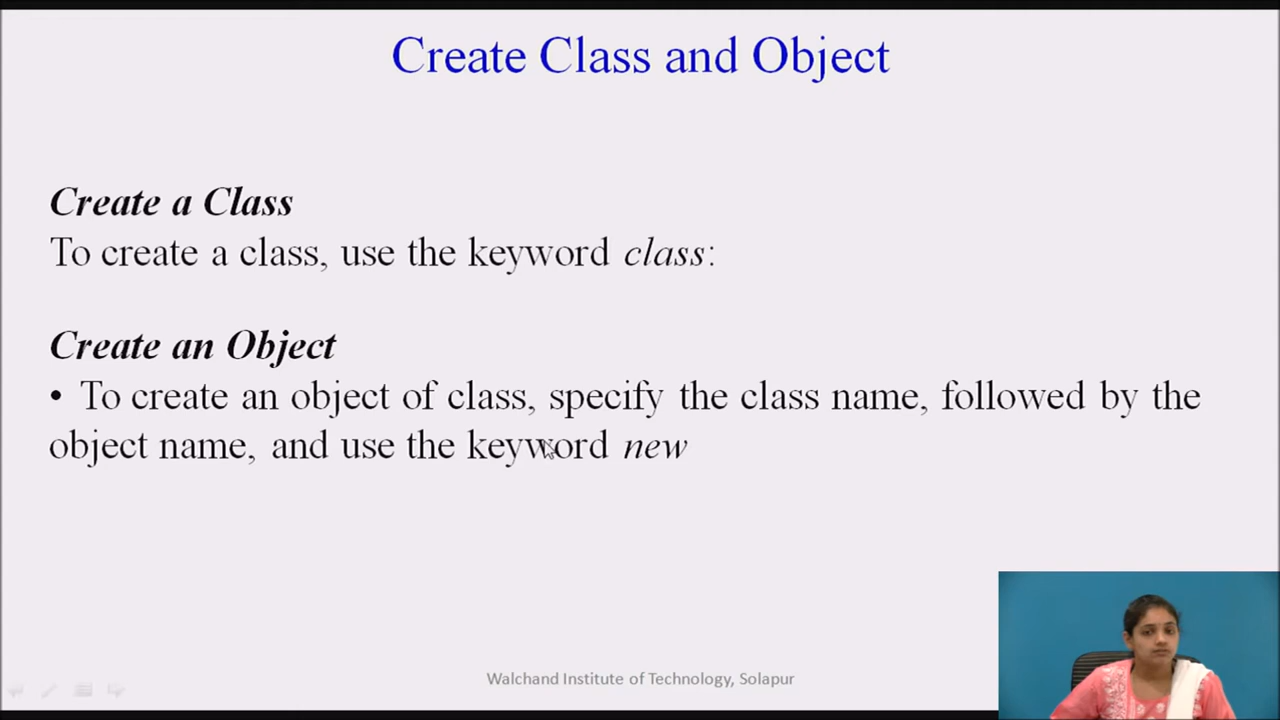 Create Class and Object
Create a Class
To create a class, use the keyword class:
Create an Object
• To create an object of class, specify the class name, followed by the
object name, and use the keyword new
Walchand Institute of Technology, Solapur